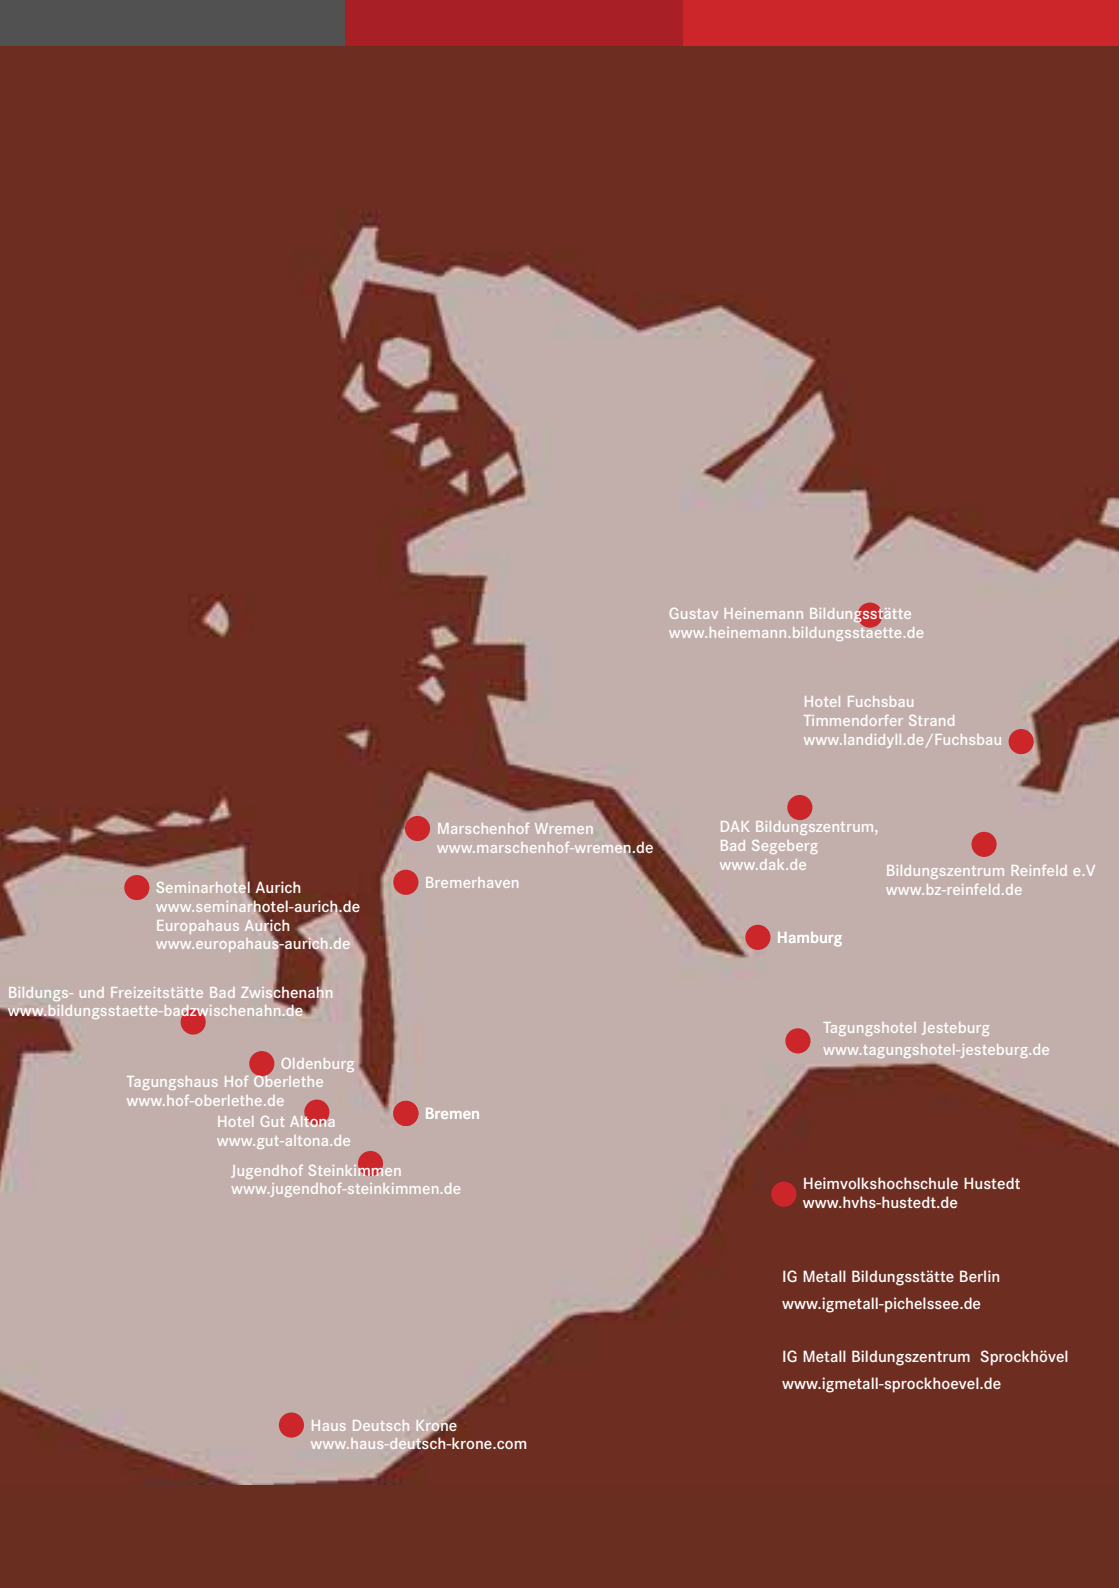 Gustav Heinemann Bildungsstätte
www.heinemann.bildungsstaette.de
Hotel Fuchsbau
Timmendorfer Strand
www.landidyll.de/Fuchsbau
DAK Bildungszentrum,
Bad Segeberg
www.dak.de
Marschenhof Wremen
www.marschenhof-wremen.de
Bildungszentrum Reinfeld e.V
www.bz-reinfeld.de
Bremerhaven
Seminarhotel Aurich
www.seminarhotel-aurich.de
Europahaus Aurich
www.europahaus-aurich.de
Hamburg
Bildungs- und Freizeitstätte Bad Zwischenahn
www.bildungsstaette-badzwischenahn.de
Tagungshotel Jesteburg
www.tagungshotel-jesteburg.de
Oldenburg
Tagungshaus Hof Oberlethe
www.hof-oberlethe.de
Hotel Gut Altona
www.gut-altona.de
Bremen
Jugendhof Steinkimmen
www.jugendhof-steinkimmen.de
Heimvolkshochschule Hustedt
www.hvhs-hustedt.de
IG Metall Bildungsstätte Berlin
www.igmetall-pichelssee.de
IG Metall Bildungszentrum  Sprockhövel
www.igmetall-sprockhoevel.de
Haus Deutsch Krone
www.haus-deutsch-krone.com